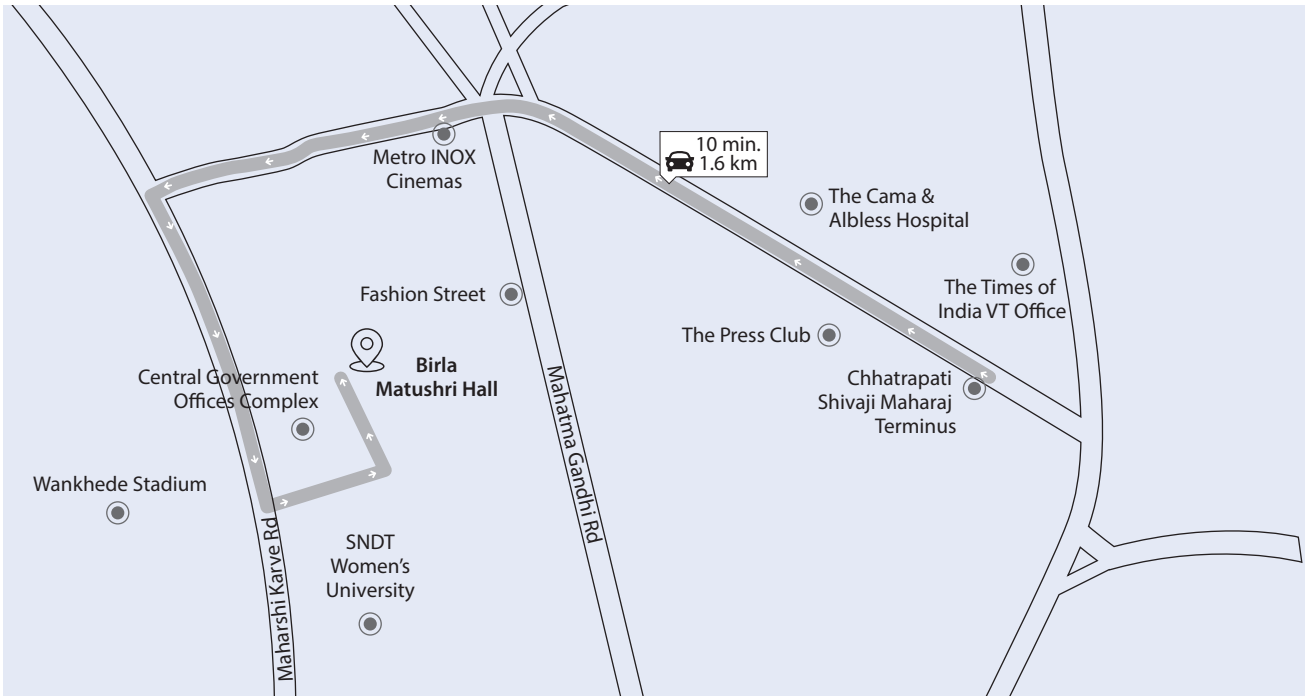 10 min.
1.6 km
Metro INOX
Cinemas
The Cama &
Albless Hospital
The Times of
India VT Office
Fashion Street
The Press Club
Birla
Matushri Hall
Central Government
Offices Complex
Chhatrapati
Shivaji Maharaj
Terminus
Mahatma Gandhi Rd
Wankhede Stadium
SNDT
Women's
University
Maharshi Karve Rd